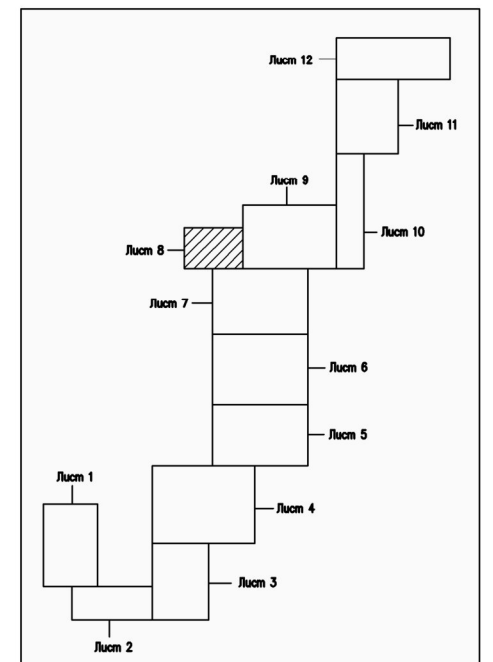 Лист 12
Лист 11
Лист 9
Лист 10
Лист 8
Лист 7
Лист 6
Лист 5
Лист 1
Лист 4
Лист 3
Лист 2